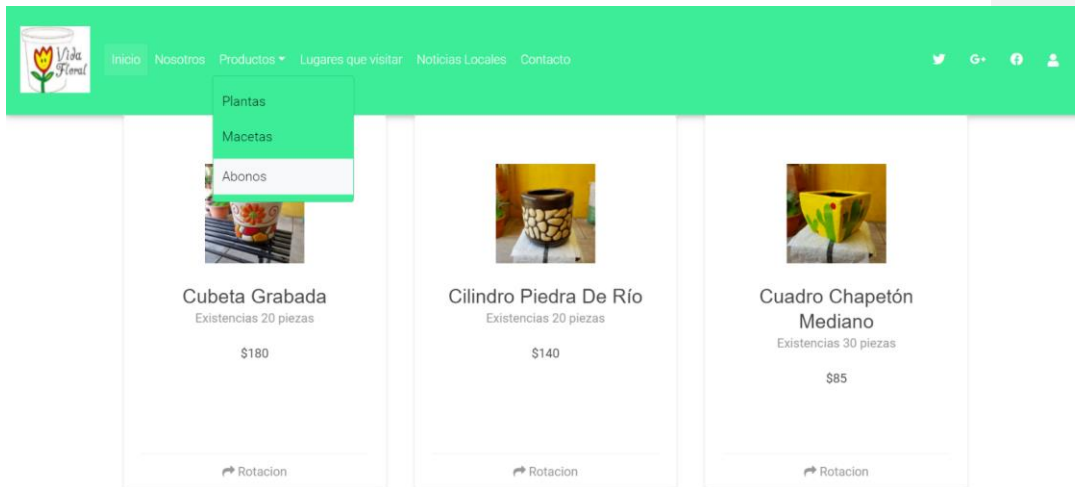 Vida
Floral
Inicio Nosotros Productos Lugares que visitar Noticias Locales Contacto
G+
Plantas
Macetas
Abonos
Cubeta Grabada
Existencias 20 piezas
$180
Rotacion
Cilindro Piedra De Río
Existencias 20 piezas
$140
Rotacion
Cuadro Chapetón
Mediano
Existencias 30 piezas
$85
Rotacion